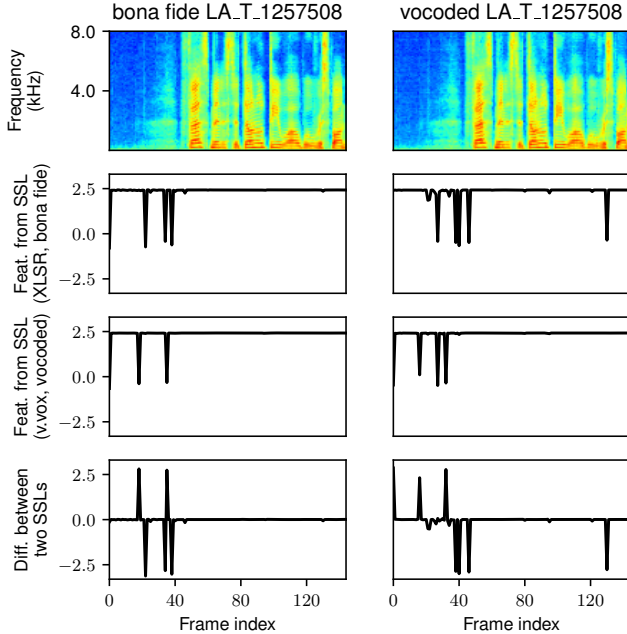 bona fide LA_T_1257508
vocoded LA_T_1257508
8.0
4.0
Frequency
(kHz)
2.5
0.0
−2.5
Feat. from SSL
(XLSR, bona fide)
2.5
0.0
−2.5
Feat. from SSL
(v.vox, vocoded)
2.5
0.0
−2.5
Diff. between
two SSLs
0 40 80 120
Frame index
0 40 80 120
Frame index